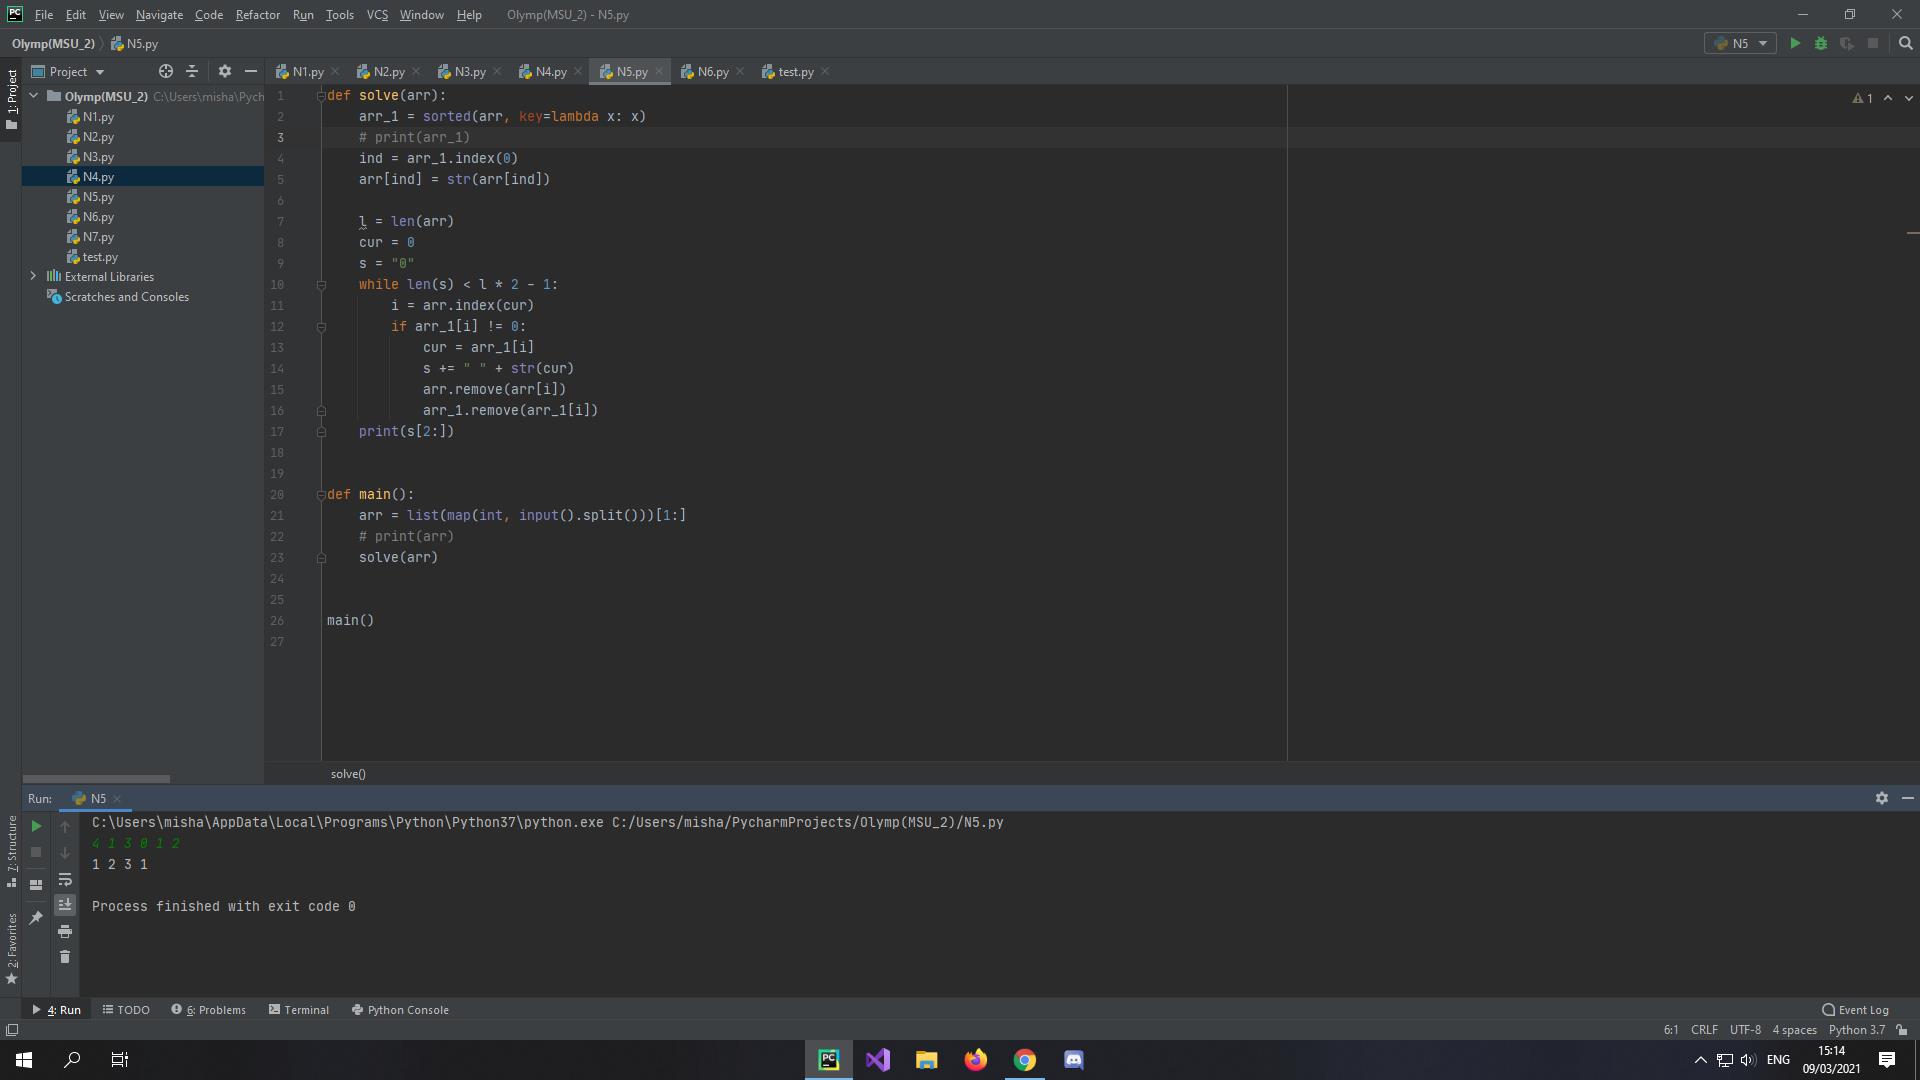 File Edit View Navigate Code Refactor Run Tools VCS Window Help Olymp(MSU_2) - N5.py
Olymp(MSU_2) N5.py N5
Project N1.py N2.py N3.py N4.py N5.py N6.py test.py
1: Project
Olymp(MSU_2) C:\Users\misha\Pych
N1.py
N2.py
N3.py
N4.py
N5.py
N6.py
N7.py
test.py
External Libraries
Scratches and Consoles
1 def solve(arr):
2 arr_1 = sorted(arr, key=lambda x: x)
3 # print(arr_1)
4 ind = arr_1.index(0)
5 arr[ind] = str(arr[ind])
6
7 l = len(arr)
8 cur = 0
9 s = "0"
10 while len(s) < l * 2 - 1:
11 i = arr.index(cur)
12 if arr_1[i] != 0:
13 cur = arr_1[i]
14 s += " " + str(cur)
15 arr.remove(arr[i])
16 arr_1.remove(arr_1[i])
17 print(s[2:])
18
19
20 def main():
21 arr = list(map(int, input().split()))[1:]
22 # print(arr)
23 solve(arr)
24
25
26 main()
27
1
solve()
Run: N5
C:\Users\misha\AppData\Local\Programs\Python\Python37\python.exe C:/Users/misha/PycharmProjects/Olymp(MSU_2)/N5.py
4 1 3 0 1 2
1 2 3 1
Process finished with exit code 0
7: Structure
2: Favorites
4: Run TODO 6: Problems Terminal Python Console Event Log
6:1 CRLF UTF-8 4 spaces Python 3.7
PC ENG 15:14
09/03/2021